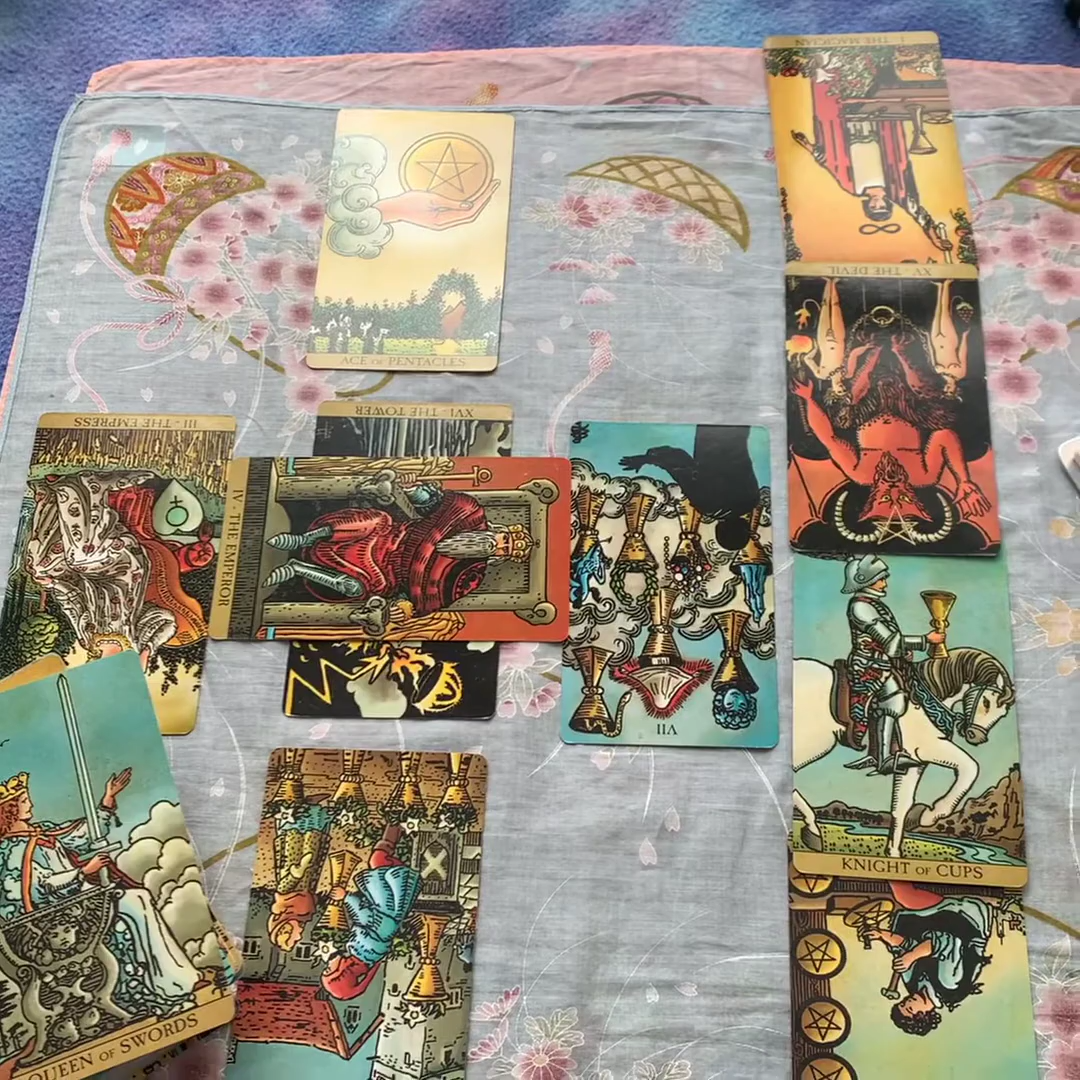 I · THE MAGICIAN
ACE OF PENTACLES
XV · THE DEVIL
III · THE EMPRESS
XVI · THE TOWER
IV · THE EMPEROR
VII
KNIGHT OF CUPS
QUEEN OF SWORDS